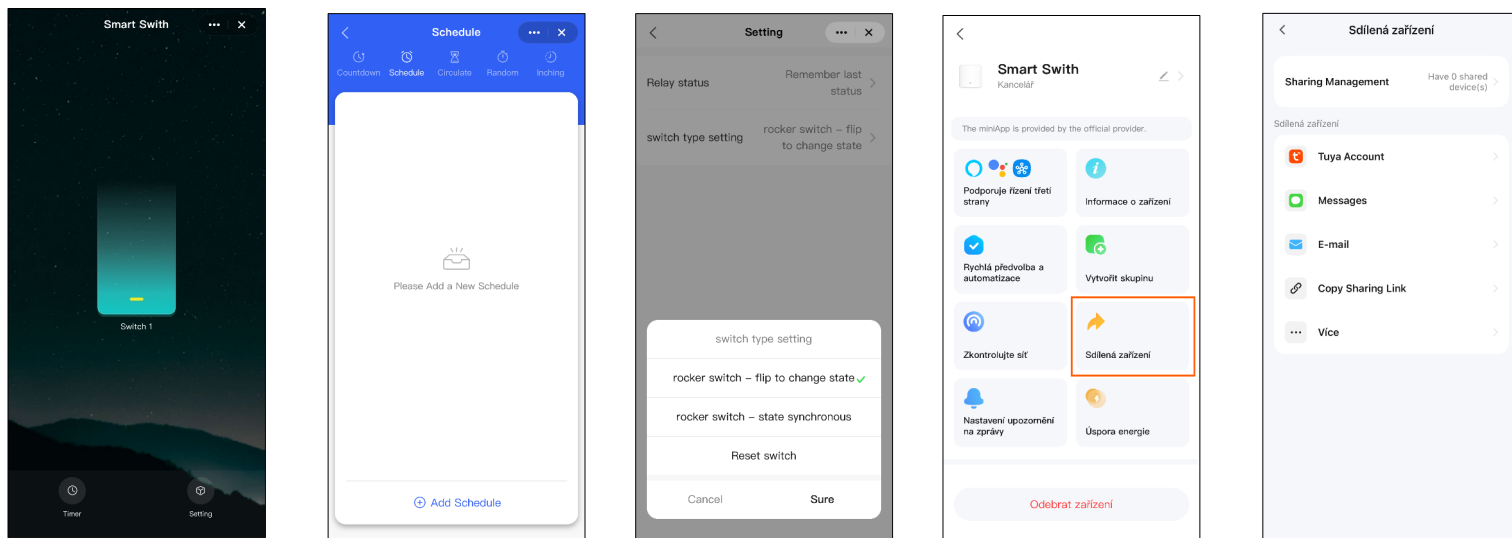 Smart Swith
Switch 1
Timer
Setting
Schedule
Countdown
Schedule
Circulate
Random
Inching
Please Add a New Schedule
Add Schedule
Setting
Relay status
Remember last
status
switch type setting
rocker switch – flip
to change state
switch type setting
rocker switch – flip to change state
rocker switch – state synchronous
Reset switch
Cancel
Sure
Smart Swith
Kancelář
The miniApp is provided by the official provider.
Podporuje řízení třetí
strany
Informace o zařízení
Rychlá předvolba a
automatizace
Vytvořit skupinu
Zkontrolujte síť
Sdílená zařízení
Nastavení upozornění
na zprávy
Úspora energie
Odebrat zařízení
Sdílená zařízení
Sharing Management
Have 0 shared
device(s)
Sdílená zařízení
Tuya Account
Messages
E-mail
Copy Sharing Link
Více